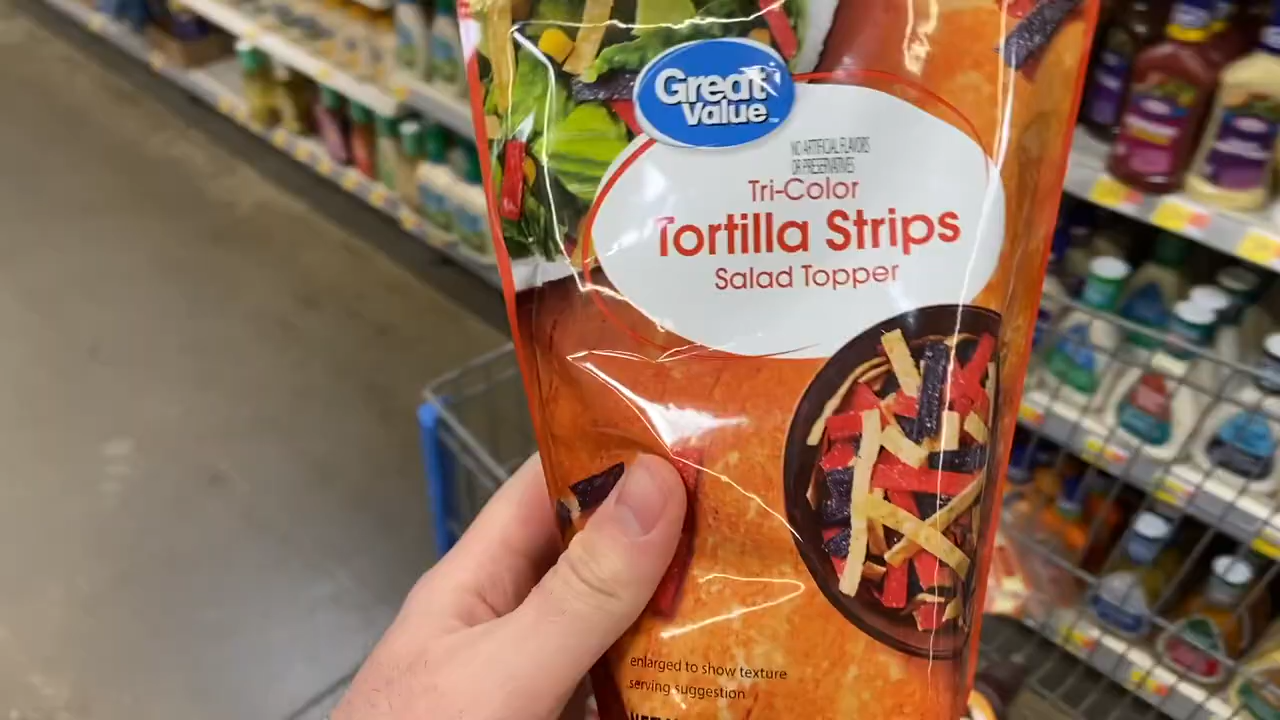 Great
Value
NO ARTIFICIAL FLAVORS
OR PRESERVATIVES
Tri-Color
Tortilla Strips
Salad Topper
enlarged to show texture
serving suggestion